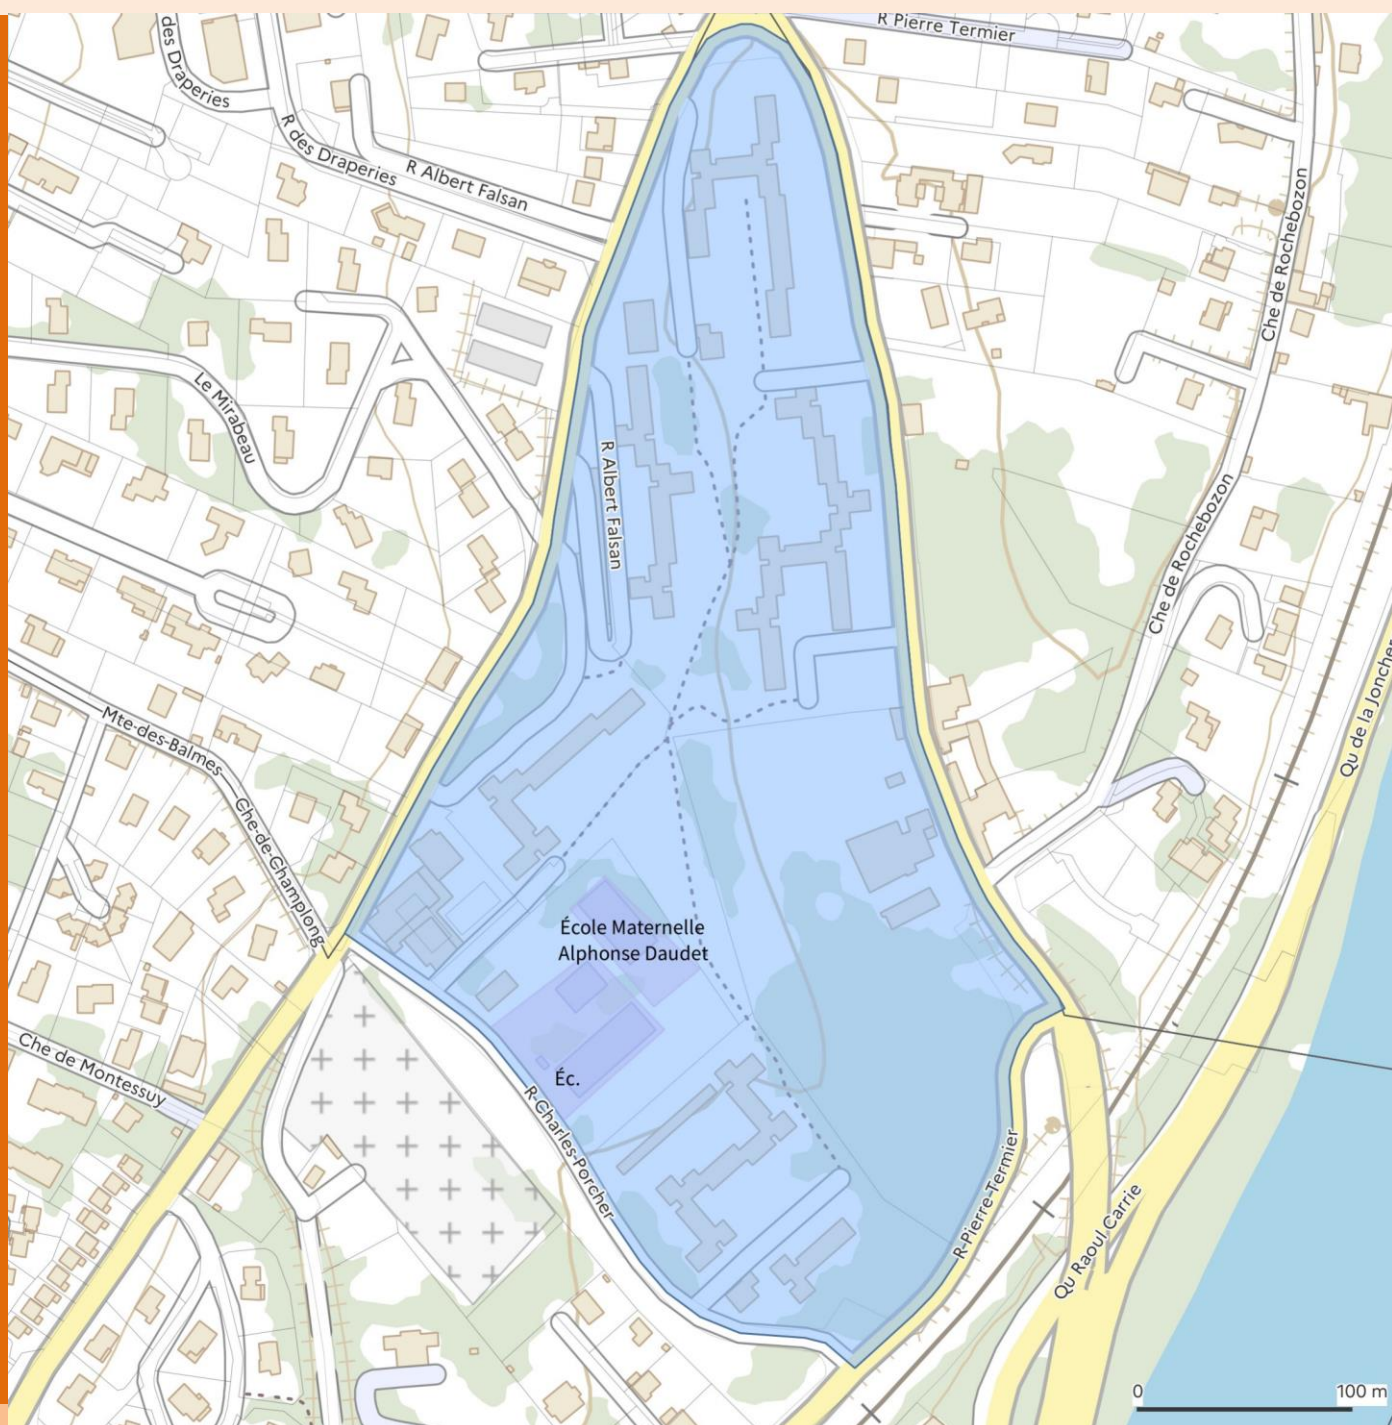 R Pierre Termier
des Draperies
R des Draperies
R Albert Falsan
Che de Rochebozon
Le Mirabeau
R Albert Falsan
Che de Rochebozon
Mte-des-Balmes
Che-de-Champlong
Qu de la Jonchèr
École Maternelle
Alphonse Daudet
Che de Montessuy
Éc.
R-Charles-Porcher
R-Pierre-Termier
Qu Raoul Carrie
0
100 m